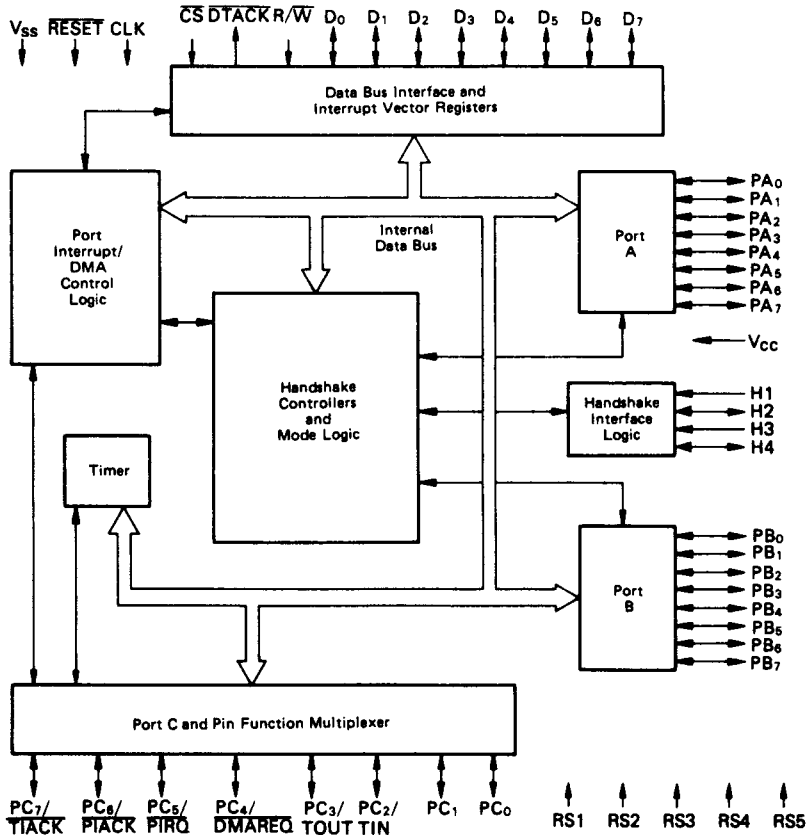 VSS RESET CLK CS DTACK R/W D0 D1 D2 D3 D4 D5 D6 D7
Data Bus Interface and
Interrupt Vector Registers
Port
Interrupt/
DMA
Control
Logic
Internal
Data Bus
Port
A
PA0
PA1
PA2
PA3
PA4
PA5
PA6
PA7
VCC
Handshake
Controllers
and
Mode Logic
Handshake
Interface
Logic
H1
H2
H3
H4
Timer
Port
B
PB0
PB1
PB2
PB3
PB4
PB5
PB6
PB7
Port C and Pin Function Multiplexer
PC7/ PC6/ PC5/ PC4/ PC3/ PC2/ PC1 PC0
TIACK PIACK PIRQ DMAREQ TOUT TIN
RS1 RS2 RS3 RS4 RS5